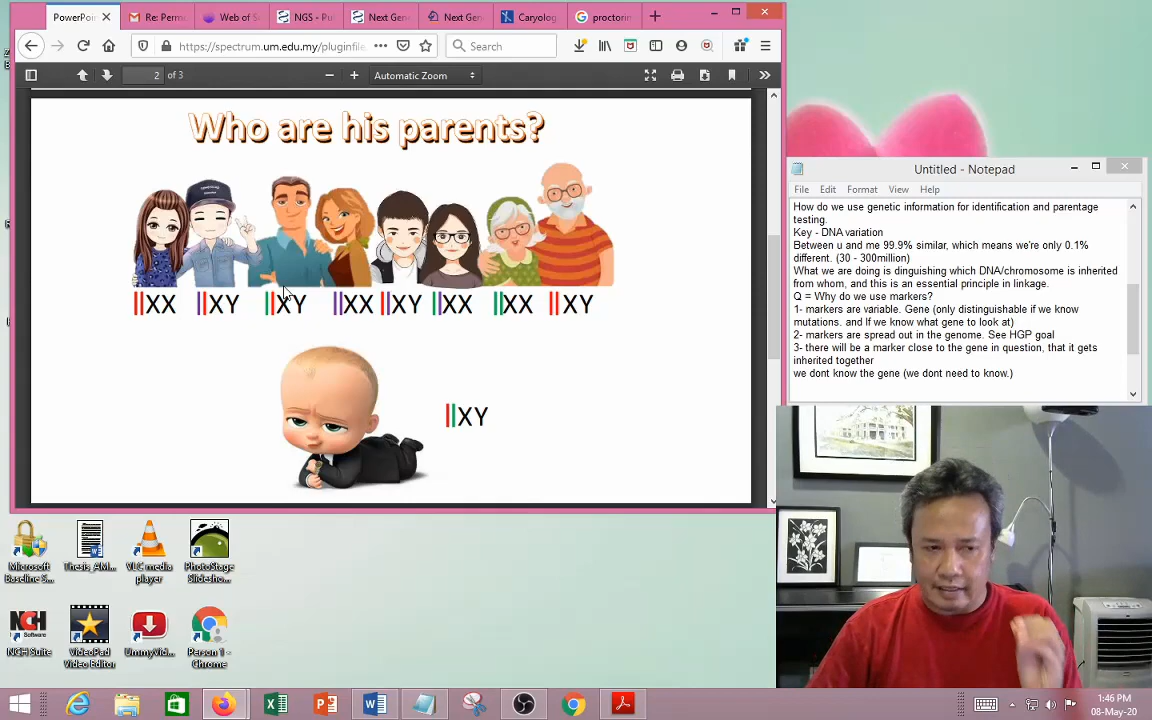 PowerPoi
Re: Permi
Web of S
NGS - Pu
Next Gen
Next Gen
Caryolog
proctorin
https://spectrum.um.edu.my/pluginfile
Search
2
of 3
Automatic Zoom
Who are his parents?
||XX ||XY ||XY ||XX ||XY ||XX ||XX ||XY
||XY
Untitled - Notepad
File Edit Format View Help
How do we use genetic information for identification and parentage
testing.
Key - DNA variation
Between u and me 99.9% similar, which means we're only 0.1%
different. (30 - 300million)
What we are doing is dinguishing which DNA/chromosome is inherited
from whom, and this is an essential principle in linkage.
Q = Why do we use markers?
1- markers are variable. Gene (only distinguishable if we know
mutations. and If we know what gene to look at)
2- markers are spread out in the genome. See HGP goal
3- there will be a marker close to the gene in question, that it gets
inherited together
we dont know the gene (we dont need to know.)
Microsoft
Baseline S...
Thesis_AM...
VLC media
player
PhotoStage
Slidesho...
NCH Suite
VideoPad
Video Editor
UmmyVid...
Person 1 -
Chrome
1:46 PM
08-May-20